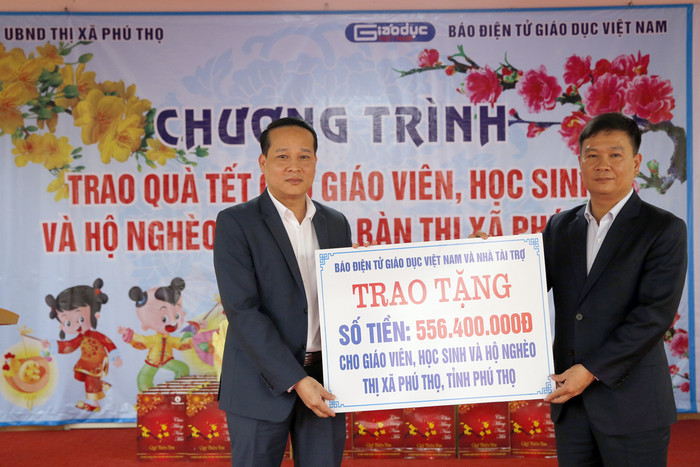 UBND THỊ XÃ PHÚ THỌ
Giáodục
BÁO ĐIỆN TỬ GIÁO DỤC VIỆT NAM
CHƯƠNG TRÌNH
TRAO QUÀ TẾT GIÁO VIÊN, HỌC SINH
VÀ HỘ NGHÈO BÀN THỊ XÃ PHÚ
BÁO ĐIỆN TỬ GIÁO DỤC VIỆT NAM VÀ NHÀ TÀI TRỢ
TRAO TẶNG
SỐ TIỀN: 556.400.000Đ
CHO GIÁO VIÊN, HỌC SINH VÀ HỘ NGHÈO
THỊ XÃ PHÚ THỌ, TỈNH PHÚ THỌ